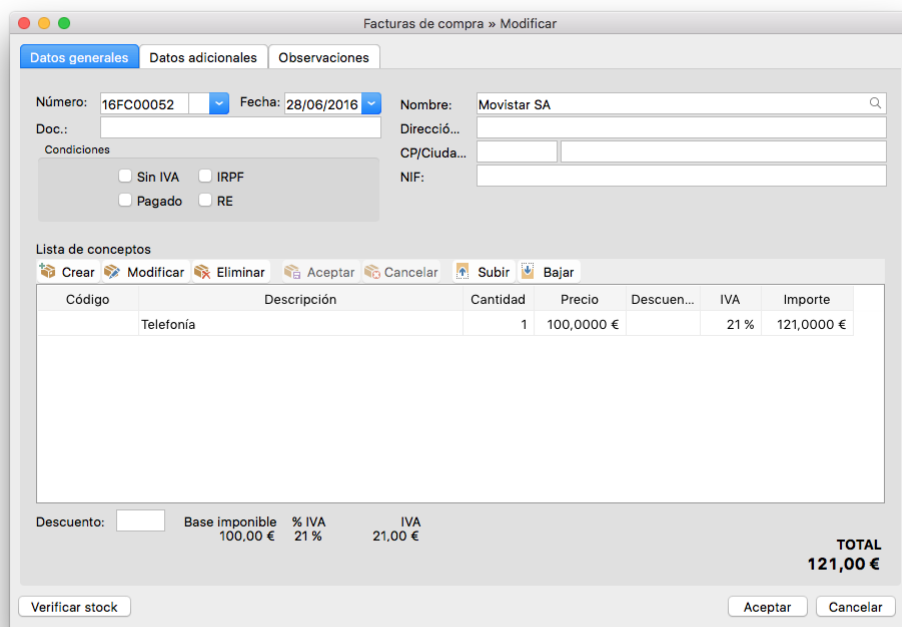 Facturas de compra » Modificar
Datos generales Datos adicionales Observaciones
Número: 16FC00052 Fecha: 28/06/2016 Nombre: Movistar SA
Doc.: Direcció...
Condiciones CP/Ciuda...
Sin IVA IRPF NIF:
Pagado RE
Lista de conceptos
Crear Modificar Eliminar Aceptar Cancelar Subir Bajar
Código Descripción Cantidad Precio Descuen... IVA Importe
Telefonía 1 100,0000 € 21 % 121,0000 €
Descuento: Base imponible % IVA IVA
100,00 € 21 % 21,00 €
TOTAL
121,00 €
Verificar stock Aceptar Cancelar